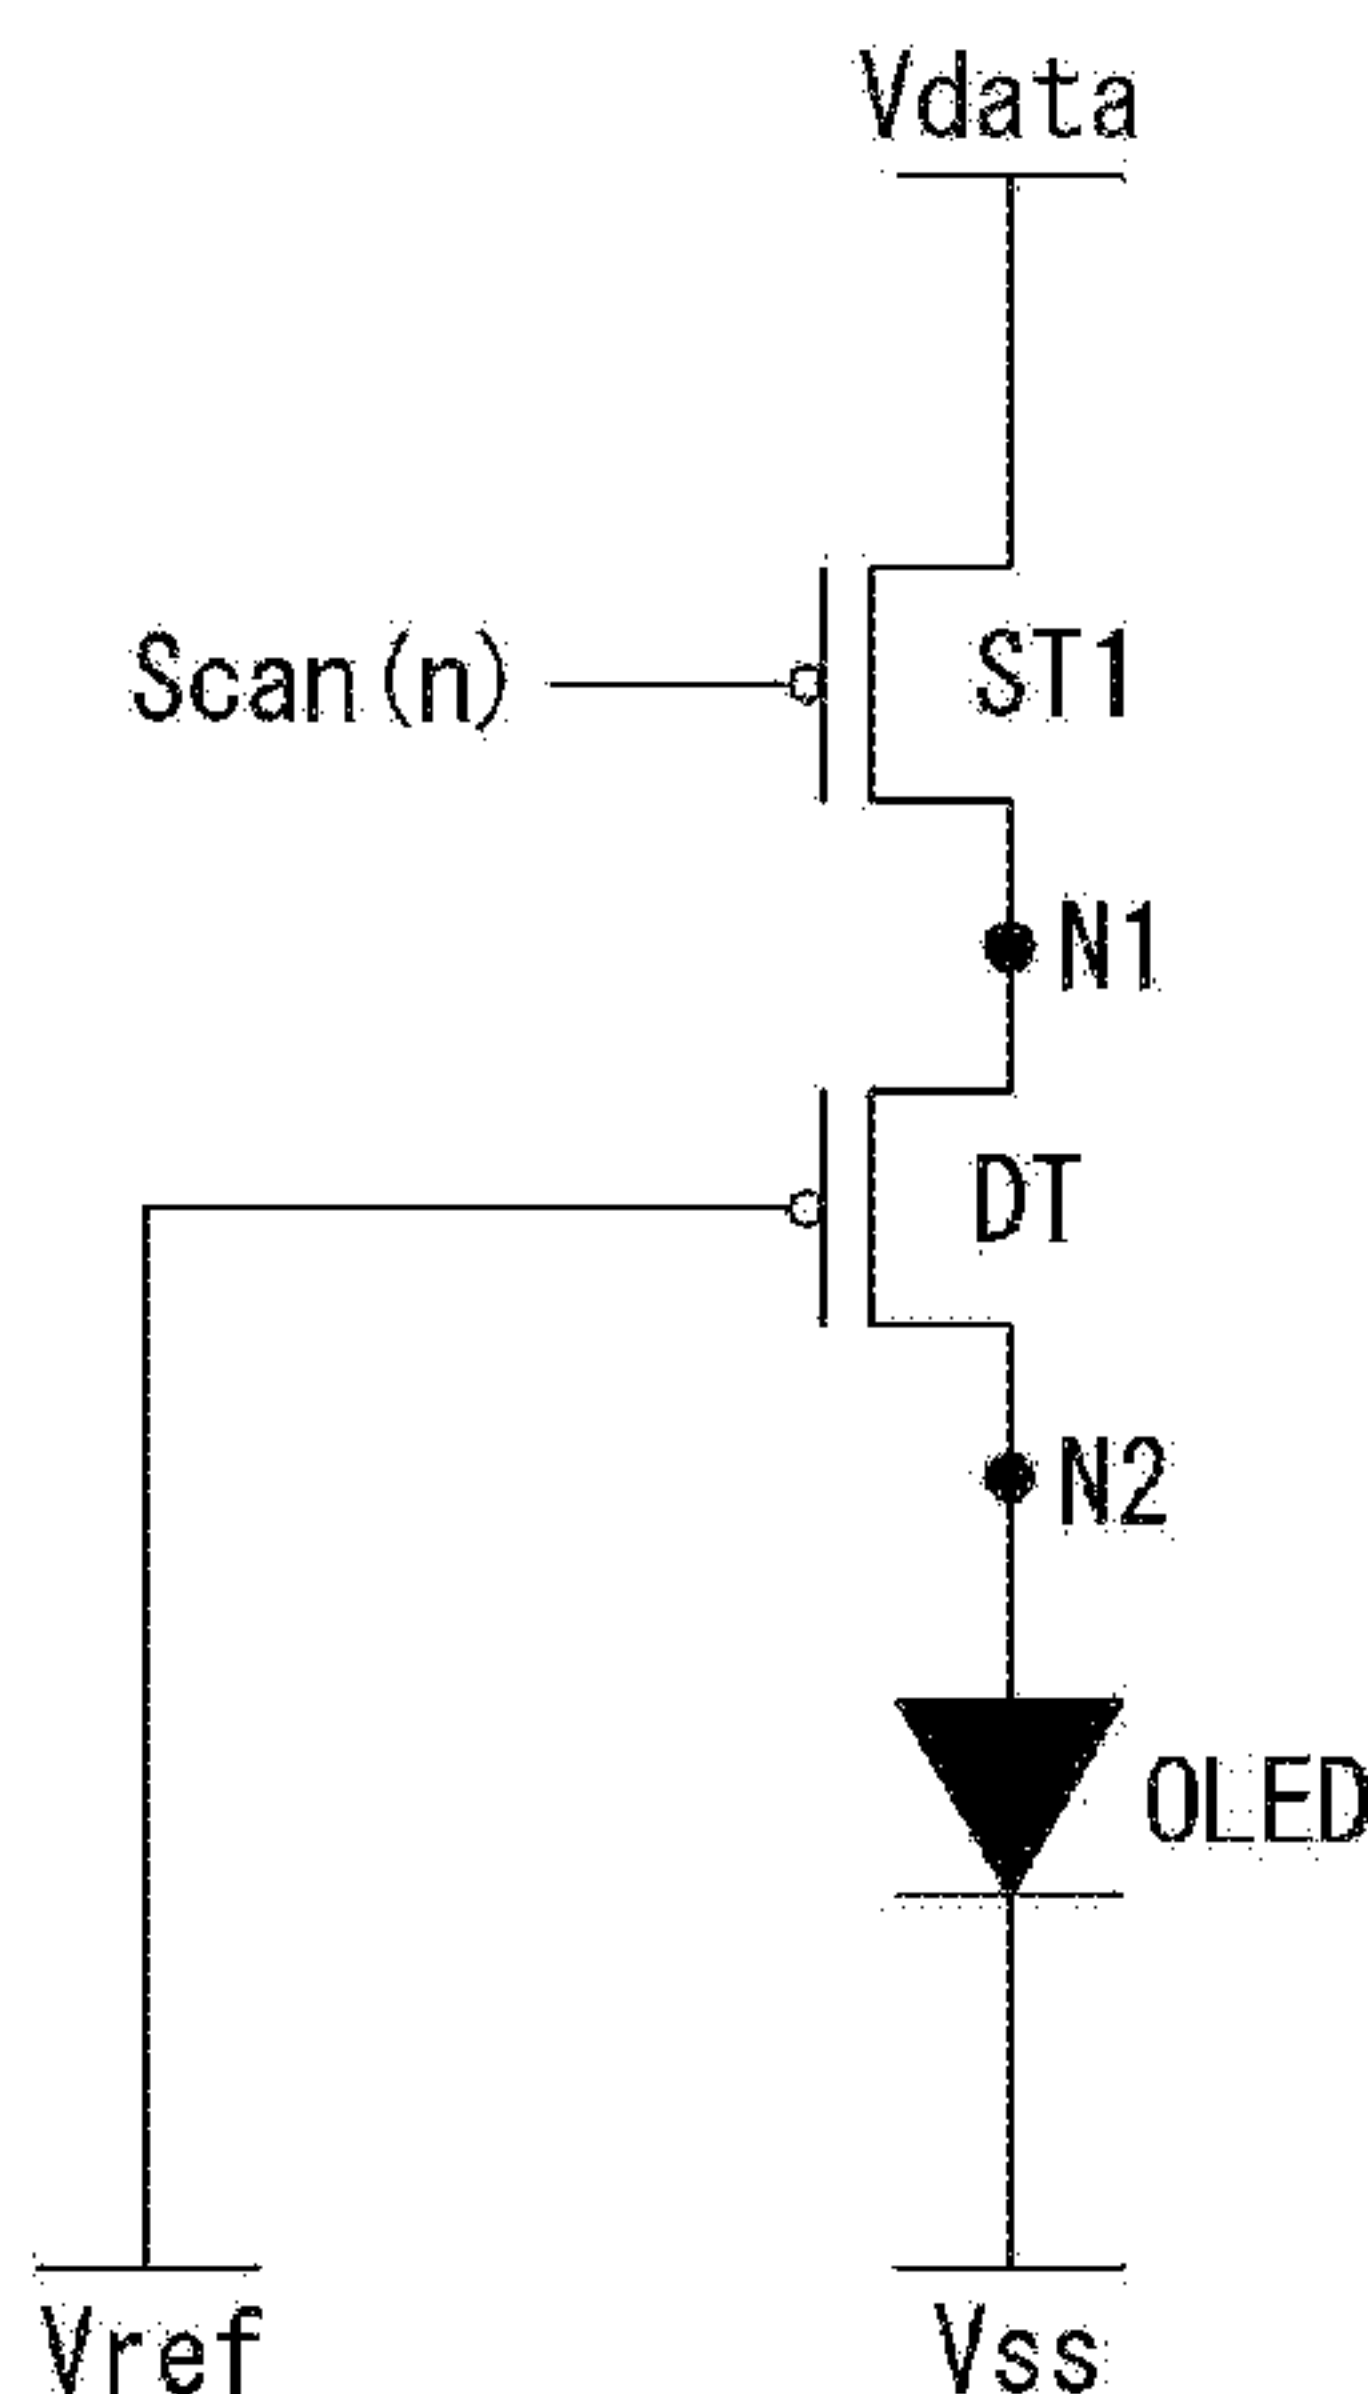 Vdata
Scan(n)
ST1
N1
DT
N2
OLED
Vref
Vss